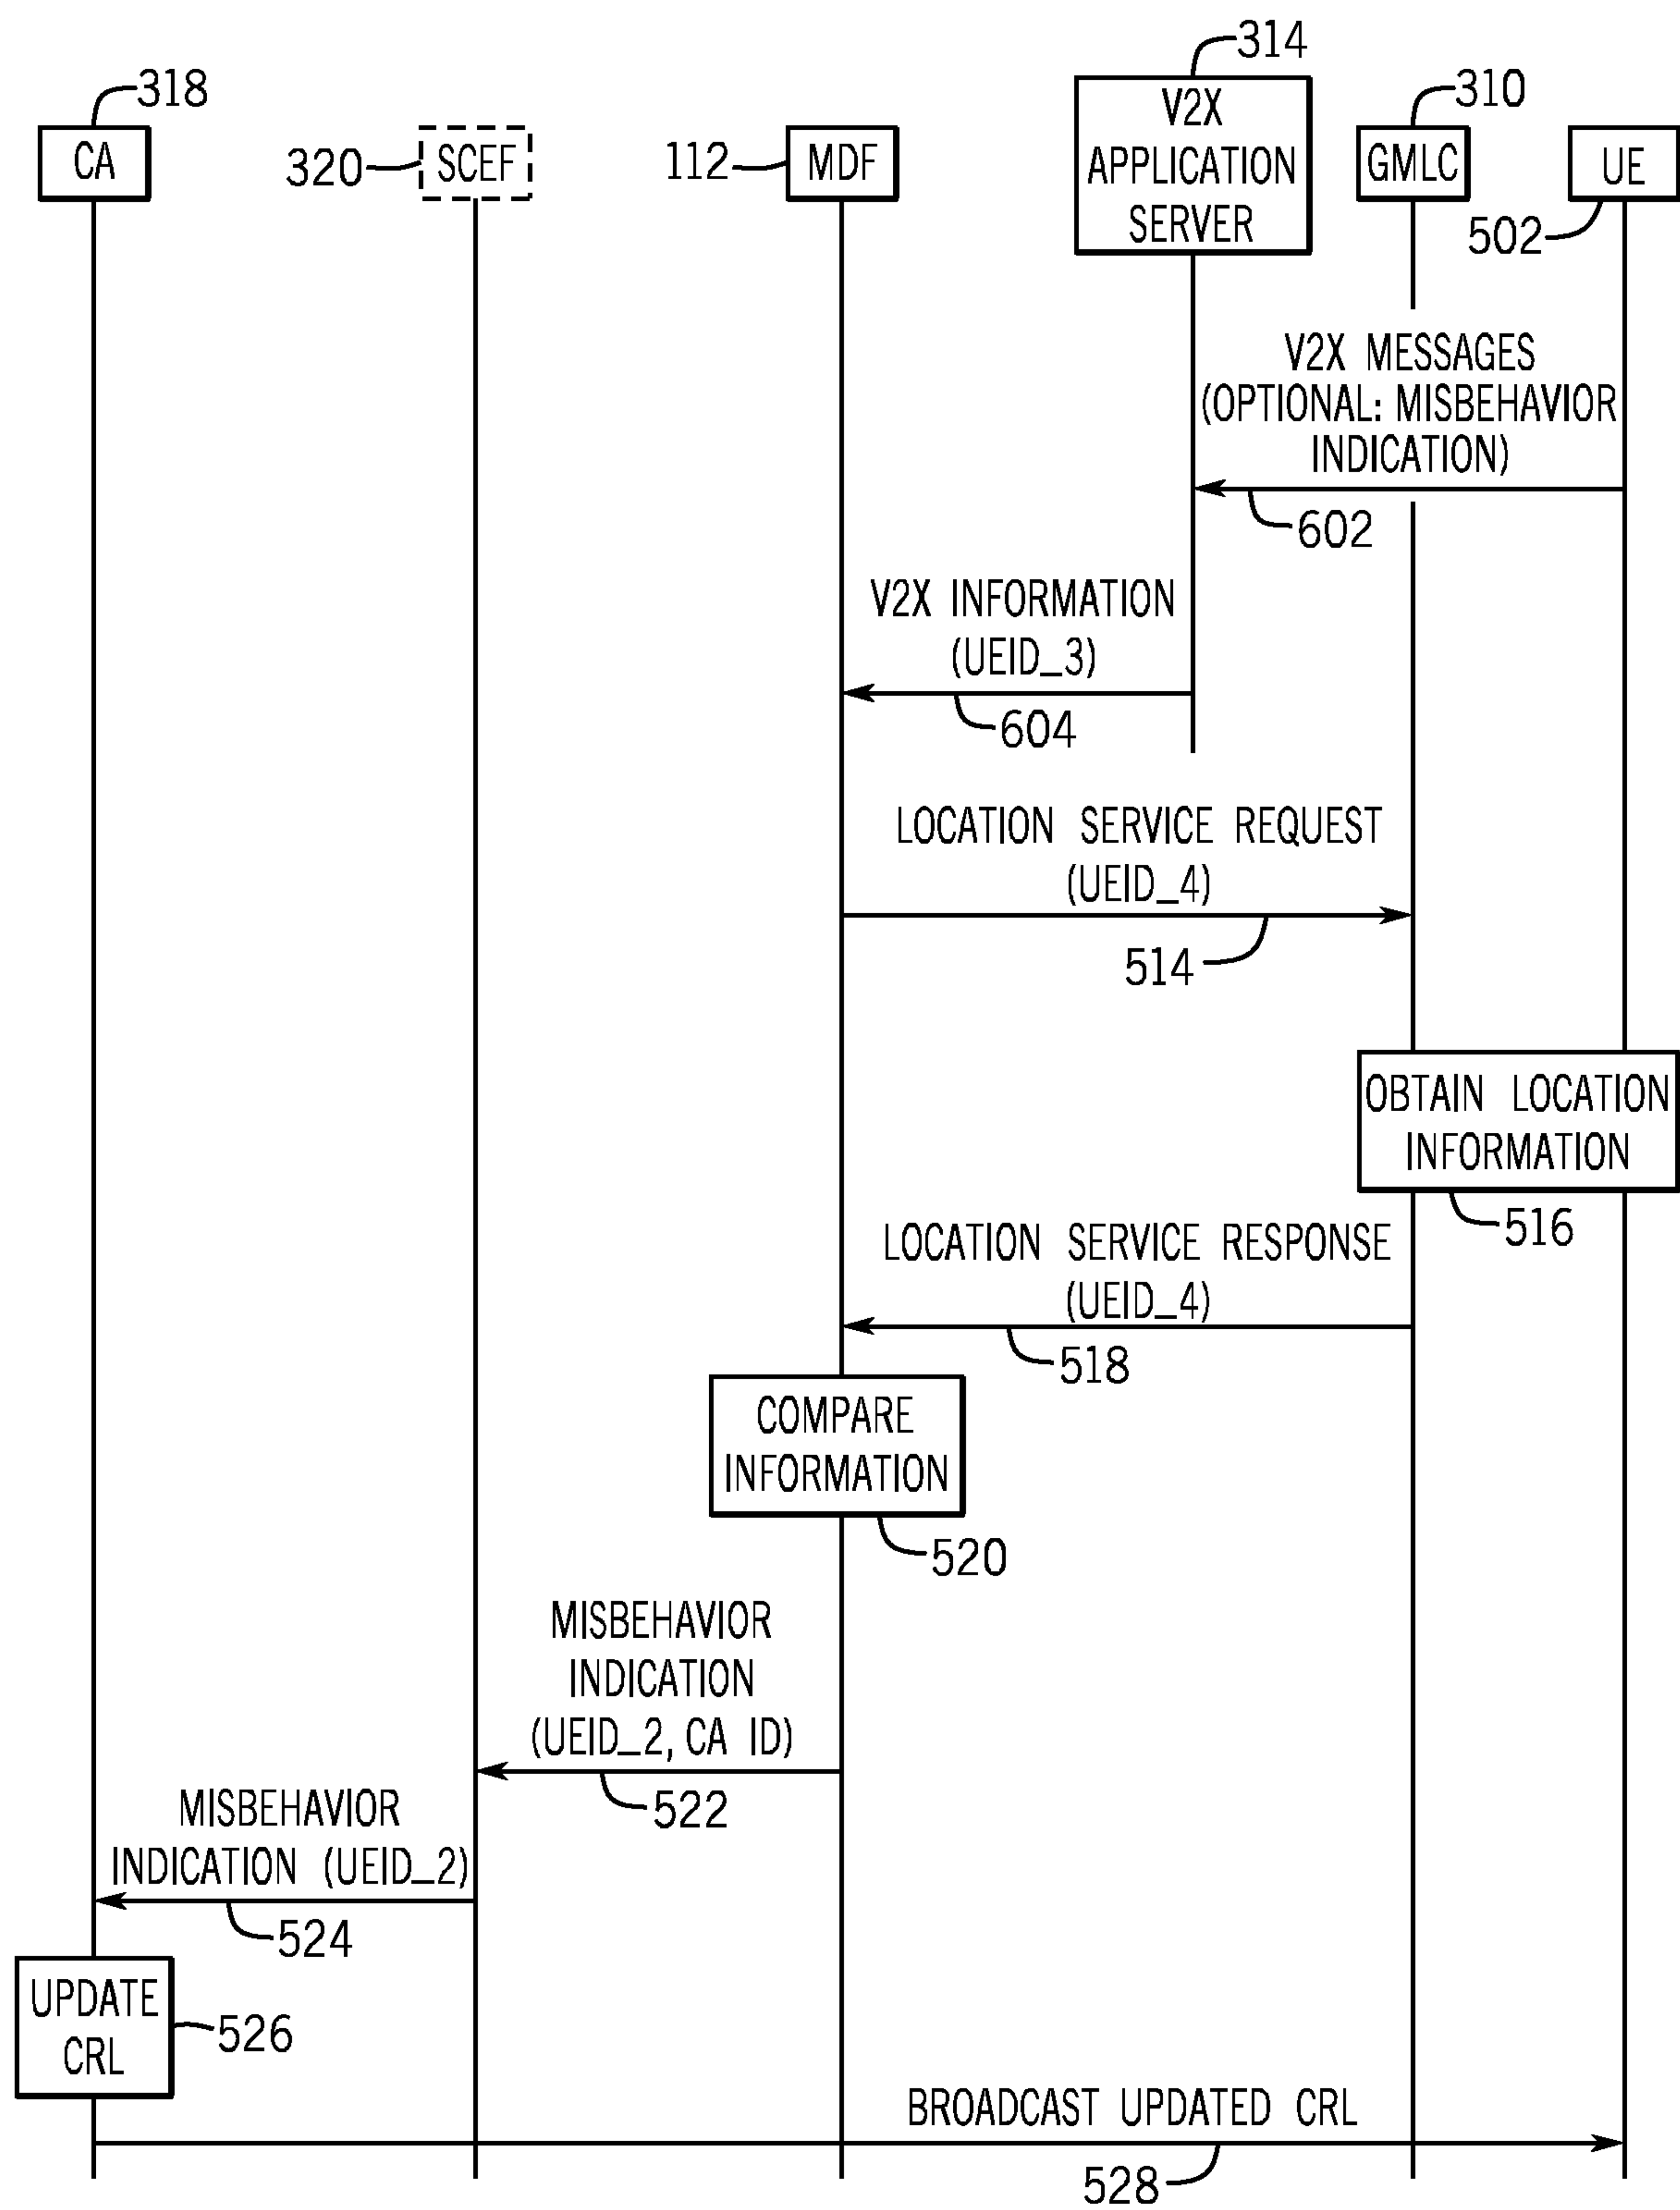 314
318
310
CA
320
SCEF
112
MDF
V2X
APPLICATION
SERVER
GMLC
UE
502
V2X MESSAGES
(OPTIONAL: MISBEHAVIOR
INDICATION)
602
V2X INFORMATION
(UEID_3)
604
LOCATION SERVICE REQUEST
(UEID_4)
514
OBTAIN LOCATION
INFORMATION
516
LOCATION SERVICE RESPONSE
(UEID_4)
518
COMPARE
INFORMATION
520
MISBEHAVIOR
INDICATION
(UEID_2, CA ID)
522
MISBEHAVIOR
INDICATION (UEID_2)
524
UPDATE
CRL
526
BROADCAST UPDATED CRL
528